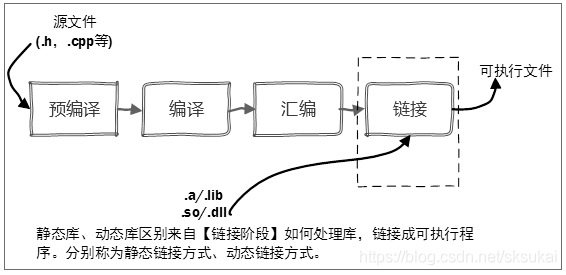 源文件
(.h，.cpp等)
预编译
编译
汇编
链接
可执行文件
.a/.lib
.so/.dll
静态库、动态库区别来自【链接阶段】如何处理库，链接成可执行程
序。分别称为静态链接方式、动态链接方式。
https://blog.csdn.net/sksukai